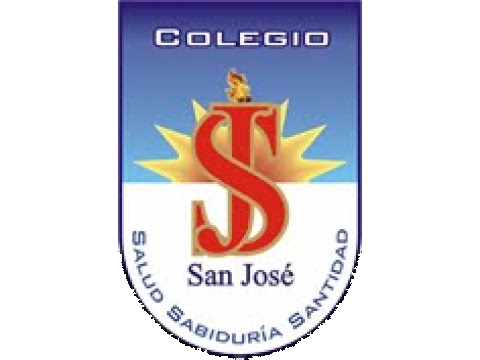 COLEGIO
SJ
San José
SALUD SABIDURÍA SANTIDAD